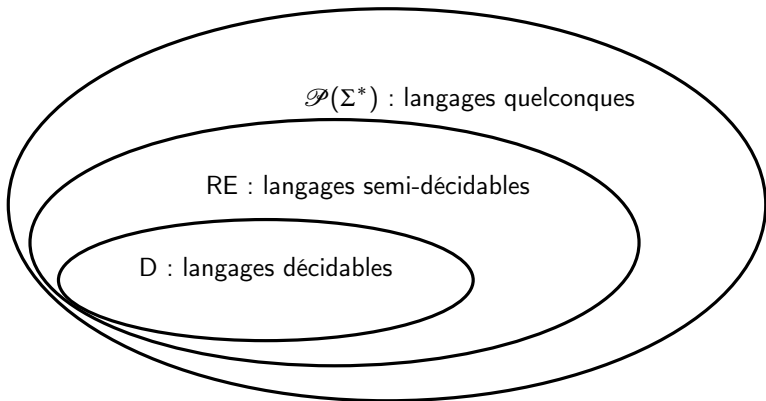 𝒫(Σ*) : langages quelconques
RE : langages semi-décidables
D : langages décidables